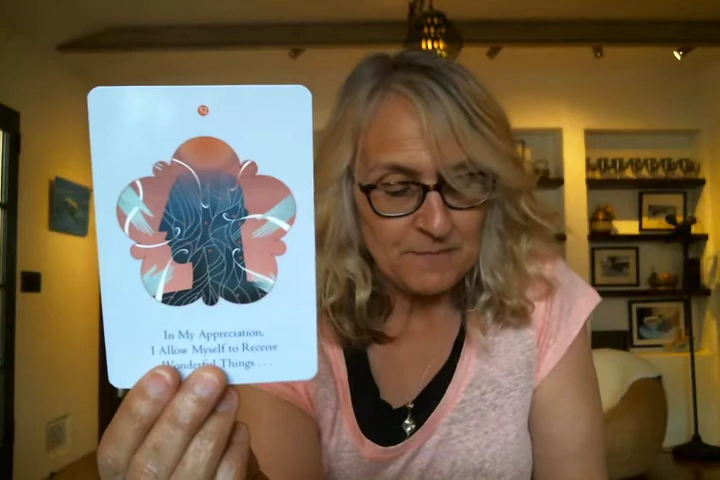 In My Appreciation,
I Allow Myself to Receive
Wonderful Things . . .